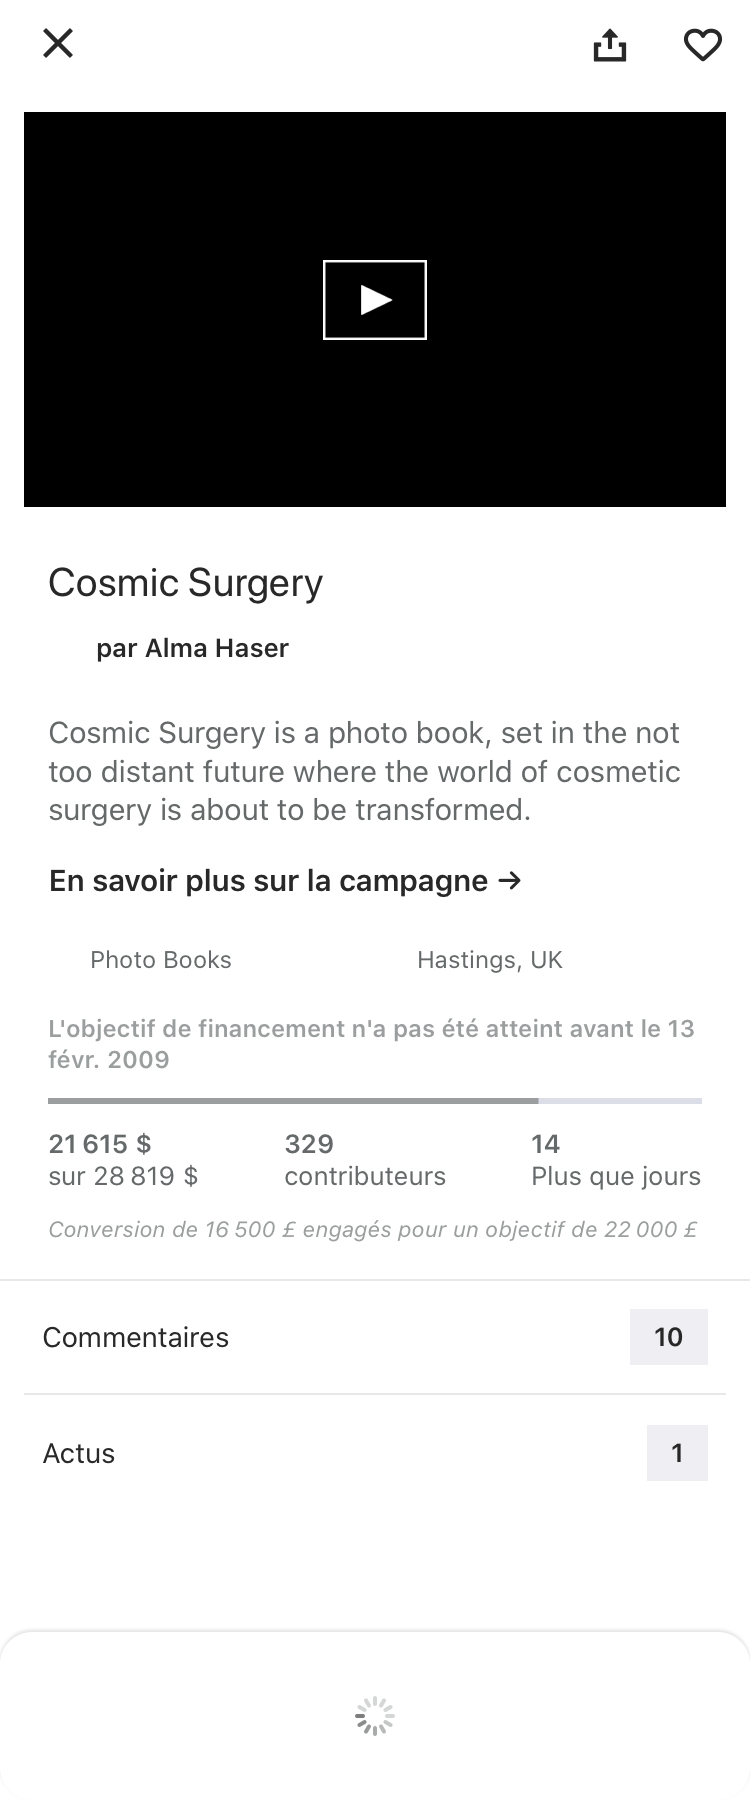 Cosmic Surgery
par Alma Haser
Cosmic Surgery is a photo book, set in the not
too distant future where the world of cosmetic
surgery is about to be transformed.
En savoir plus sur la campagne →
Photo Books
Hastings, UK
L'objectif de financement n'a pas été atteint avant le 13
févr. 2009
21 615 $
sur 28 819 $
329
contributeurs
14
Plus que jours
Conversion de 16 500 £ engagés pour un objectif de 22 000 £
Commentaires
10
Actus
1